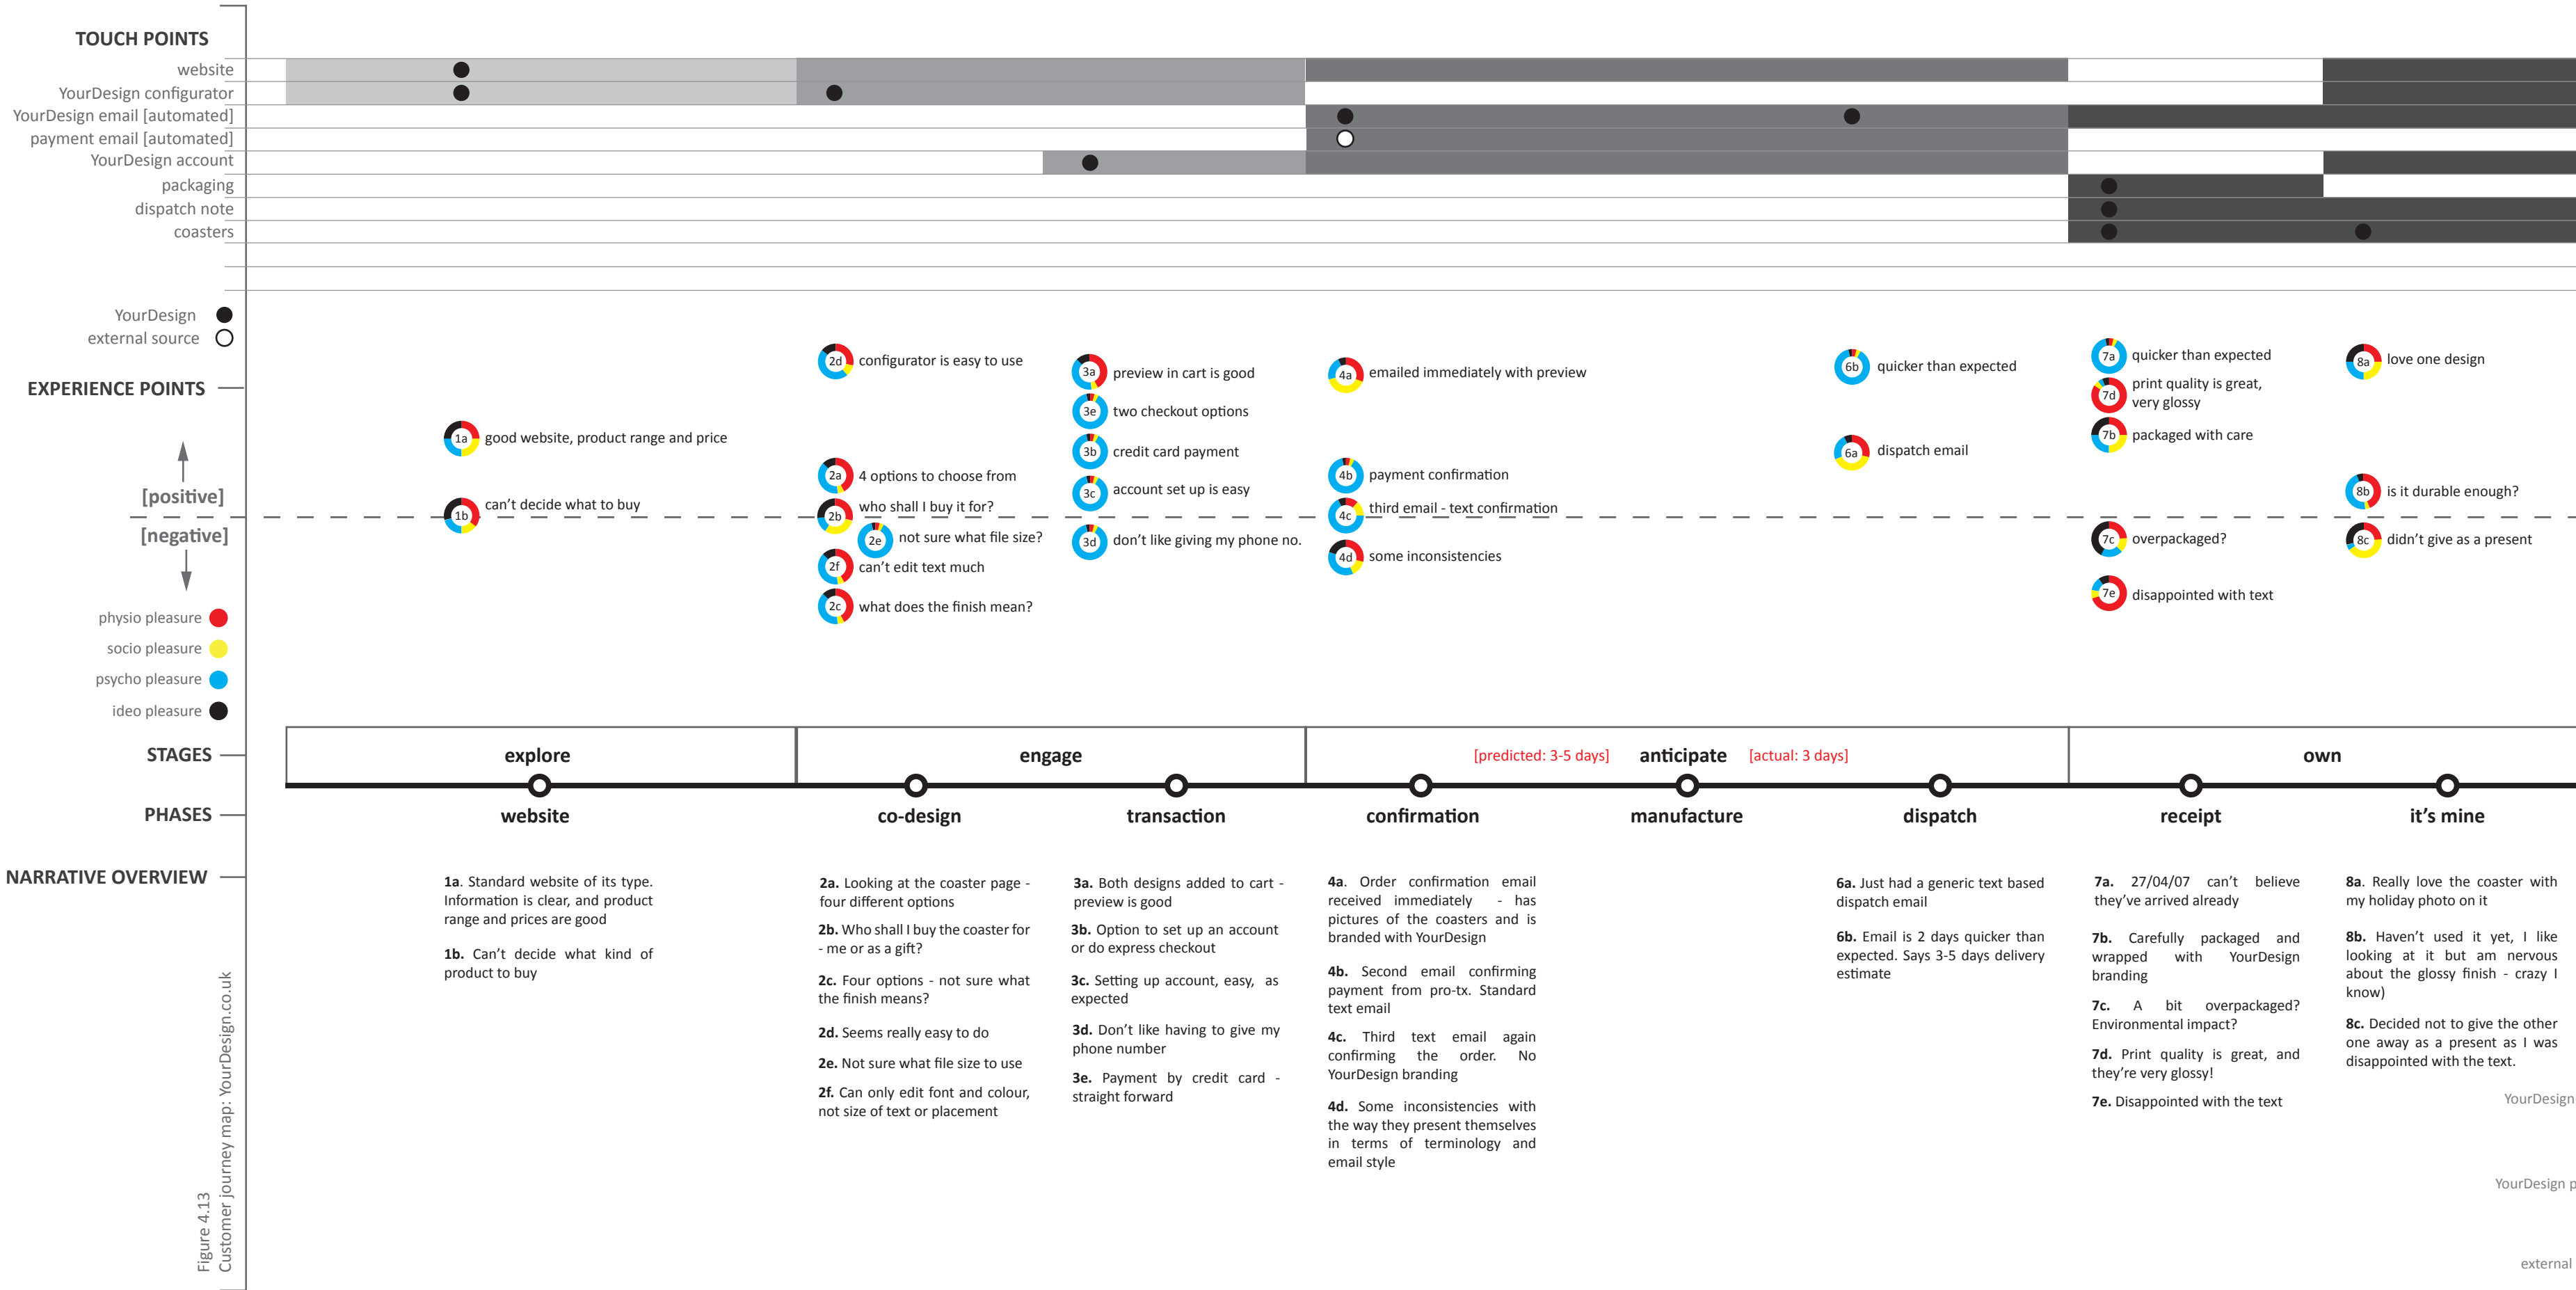 TOUCH POINTS
website
YourDesign configurator
YourDesign email [automated]
payment email [automated]
YourDesign account
packaging
dispatch note
coasters
YourDesign
external source
EXPERIENCE POINTS
[positive]
[negative]
physio pleasure
socio pleasure
psycho pleasure
ideo pleasure
1a good website, product range and price
1b can't decide what to buy
2d configurator is easy to use
2a 4 options to choose from
2b who shall I buy it for?
2e not sure what file size?
2f can't edit text much
2c what does the finish mean?
3a preview in cart is good
3e two checkout options
3b credit card payment
3c account set up is easy
3d don't like giving my phone no.
4a emailed immediately with preview
4b payment confirmation
4c third email - text confirmation
4d some inconsistencies
6b quicker than expected
6a dispatch email
7a quicker than expected
7d print quality is great,
very glossy
7b packaged with care
7c overpackaged?
7e disappointed with text
8a love one design
8b is it durable enough?
8c didn't give as a present
STAGES
explore
engage
[predicted: 3-5 days] anticipate [actual: 3 days]
own
PHASES
website
co-design
transaction
confirmation
manufacture
dispatch
receipt
it's mine
NARRATIVE OVERVIEW
1a. Standard website of its type.
Information is clear, and product
range and prices are good
1b. Can't decide what kind of
product to buy
2a. Looking at the coaster page -
four different options
2b. Who shall I buy the coaster for
- me or as a gift?
2c. Four options - not sure what
the finish means?
2d. Seems really easy to do
2e. Not sure what file size to use
2f. Can only edit font and colour,
not size of text or placement
3a. Both designs added to cart -
preview is good
3b. Option to set up an account
or do express checkout
3c. Setting up account, easy, as
expected
3d. Don't like having to give my
phone number
3e. Payment by credit card -
straight forward
4a. Order confirmation email
received immediately - has
pictures of the coasters and is
branded with YourDesign
4b. Second email confirming
payment from pro-tx. Standard
text email
4c. Third text email again
confirming the order. No
YourDesign branding
4d. Some inconsistencies with
the way they present themselves
in terms of terminology and
email style
6a. Just had a generic text based
dispatch email
6b. Email is 2 days quicker than
expected. Says 3-5 days delivery
estimate
7a. 27/04/07 can't believe
they've arrived already
7b. Carefully packaged and
wrapped with YourDesign
branding
7c. A bit overpackaged?
Environmental impact?
7d. Print quality is great, and
they're very glossy!
7e. Disappointed with the text
8a. Really love the coaster with
my holiday photo on it
8b. Haven't used it yet, I like
looking at it but am nervous
about the glossy finish - crazy I
know)
8c. Decided not to give the other
one away as a present as I was
disappointed with the text.
YourDesign
YourDesign p
external
Figure 4.13
Customer journey map: YourDesign.co.uk